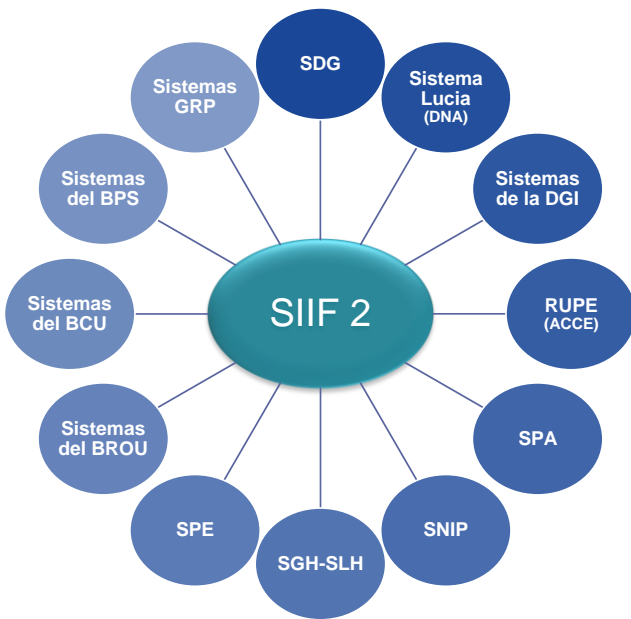 SDG
Sistema
Lucia
(DNA)
Sistemas
de la DGI
RUPE
(ACCE)
SPA
SNIP
SGH-SLH
SPE
Sistemas
del BROU
Sistemas
del BCU
Sistemas
del BPS
Sistemas
GRP
SIIF 2